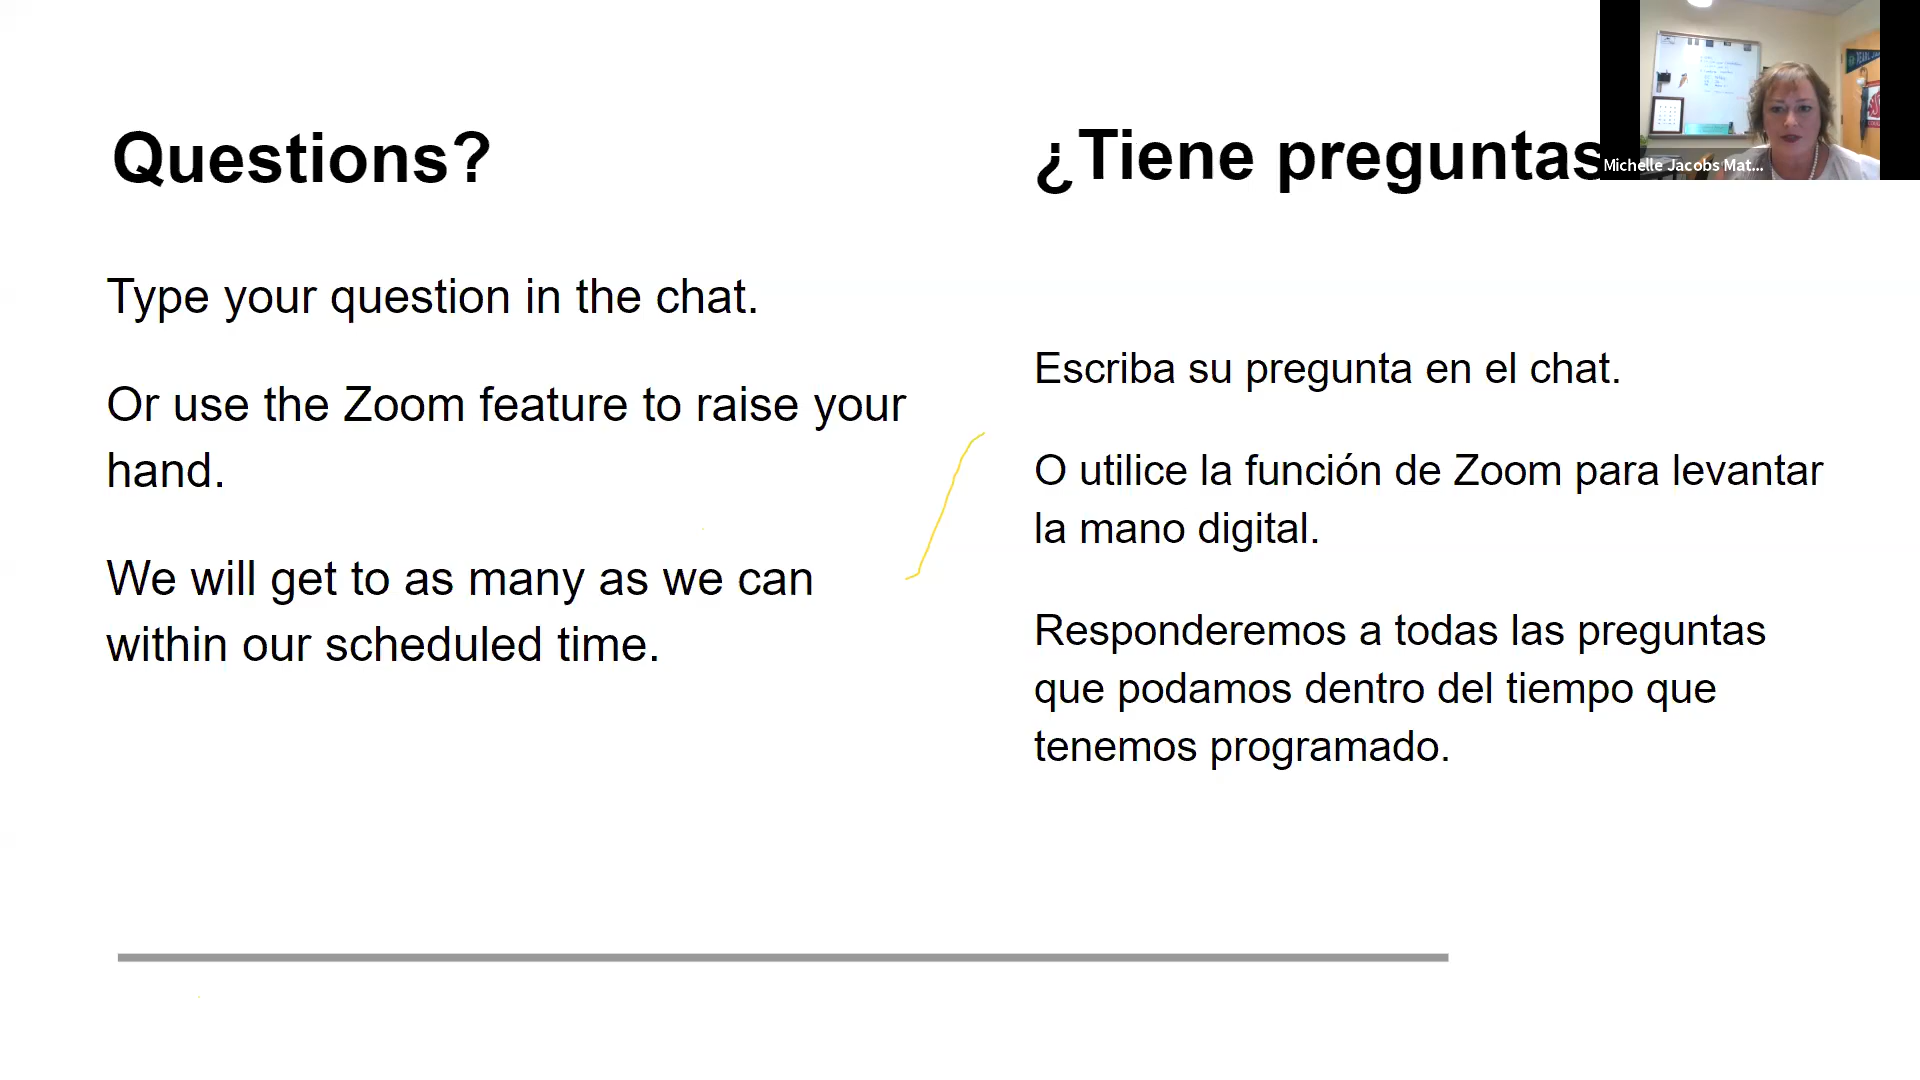 Questions?
Type your question in the chat.
Or use the Zoom feature to raise your
hand.
We will get to as many as we can
within our scheduled time.
¿Tiene preguntas
Escriba su pregunta en el chat.
O utilice la función de Zoom para levantar
la mano digital.
Responderemos a todas las preguntas
que podamos dentro del tiempo que
tenemos programado.
Michelle Jacobs Mat...